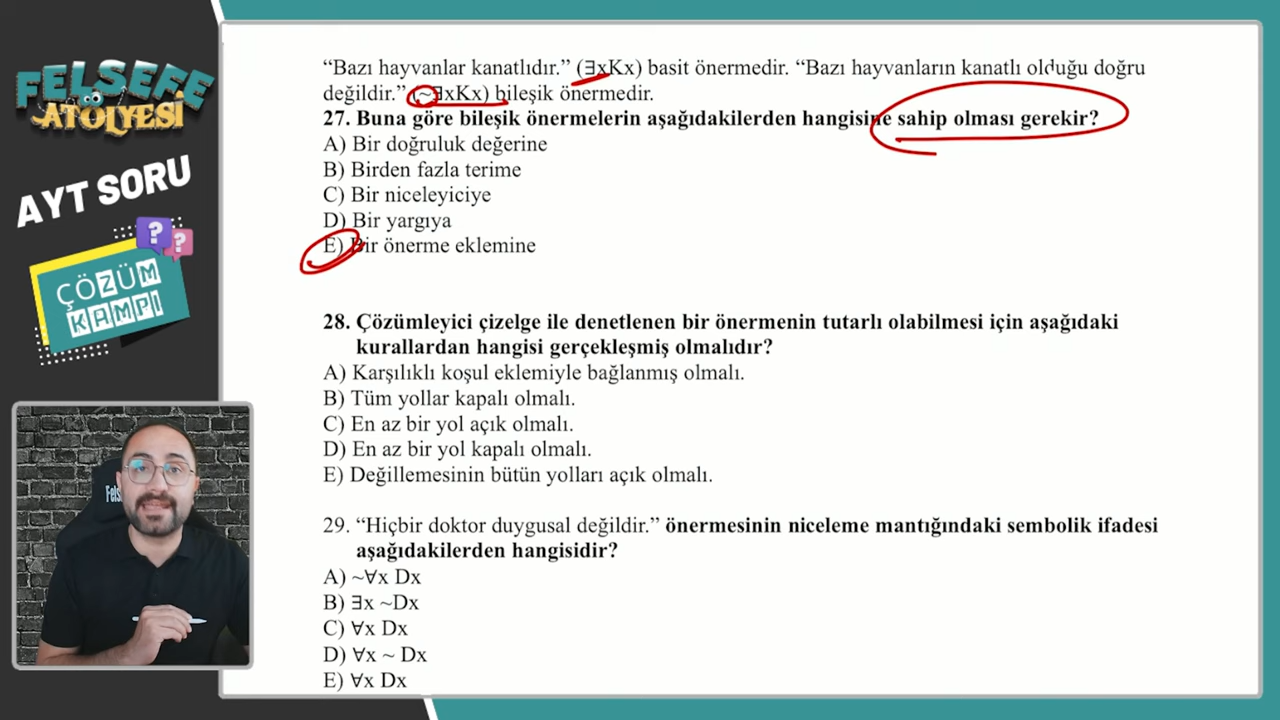 FELSEFE
ATÖLYESİ
AYT SORU
?
?
ÇÖZÜM
KAMPI
Fels
“Bazı hayvanlar kanatlıdır.” (∃xKx) basit önermedir. “Bazı hayvanların kanatlı olduğu doğru
değildir.” (~∃xKx) bileşik önermedir.
27. Buna göre bileşik önermelerin aşağıdakilerden hangisine sahip olması gerekir?
A) Bir doğruluk değerine
B) Birden fazla terime
C) Bir niceleyiciye
D) Bir yargıya
E) Bir önerme eklemine
28. Çözümleyici çizelge ile denetlenen bir önermenin tutarlı olabilmesi için aşağıdaki
kurallardan hangisi gerçekleşmiş olmalıdır?
A) Karşılıklı koşul eklemiyle bağlanmış olmalı.
B) Tüm yollar kapalı olmalı.
C) En az bir yol açık olmalı.
D) En az bir yol kapalı olmalı.
E) Değillemesinin bütün yolları açık olmalı.
29. “Hiçbir doktor duygusal değildir.” önermesinin niceleme mantığındaki sembolik ifadesi
aşağıdakilerden hangisidir?
A) ~∀x Dx
B) ∃x ~Dx
C) ∀x Dx
D) ∀x ~ Dx
E) ∀x Dx